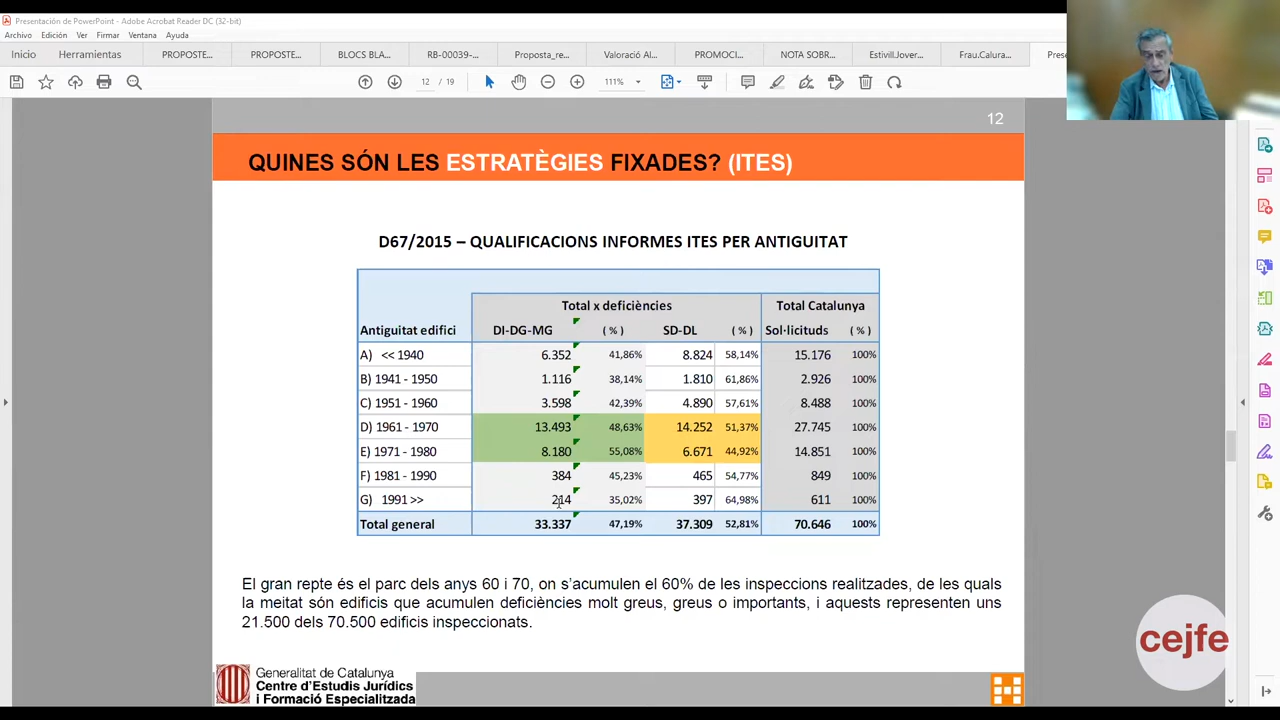 Presentación de PowerPoint - Adobe Acrobat Reader DC (32-bit)
Archivo Edición Ver Firmar Ventana Ayuda
Inicio Herramientas PROPOSTE... PROPOSTE... BLOCS BLA... RB-00039-... Proposta_re... Valoració Al... PROMOCI... NOTA SOBR... Estivill.Jover... Frau.Calura... Prese
12 / 19 111%
12
QUINES SÓN LES ESTRATÈGIES FIXADES? (ITES)
D67/2015 – QUALIFICACIONS INFORMES ITES PER ANTIGUITAT
Total x deficiències Total Catalunya
Antiguitat edifici DI-DG-MG ( % ) SD-DL ( % ) Sol·licituds ( % )
A) << 1940 6.352 41,86% 8.824 58,14% 15.176 100%
B) 1941 - 1950 1.116 38,14% 1.810 61,86% 2.926 100%
C) 1951 - 1960 3.598 42,39% 4.890 57,61% 8.488 100%
D) 1961 - 1970 13.493 48,63% 14.252 51,37% 27.745 100%
E) 1971 - 1980 8.180 55,08% 6.671 44,92% 14.851 100%
F) 1981 - 1990 384 45,23% 465 54,77% 849 100%
G) 1991 >> 214 35,02% 397 64,98% 611 100%
Total general 33.337 47,19% 37.309 52,81% 70.646 100%
El gran repte és el parc dels anys 60 i 70, on s’acumulen el 60% de les inspeccions realitzades, de les quals
la meitat són edificis que acumulen deficiències molt greus, greus o importants, i aquests representen uns
21.500 dels 70.500 edificis inspeccionats.
cejfe
Generalitat de Catalunya
Centre d'Estudis Jurídics
i Formació Especialitzada